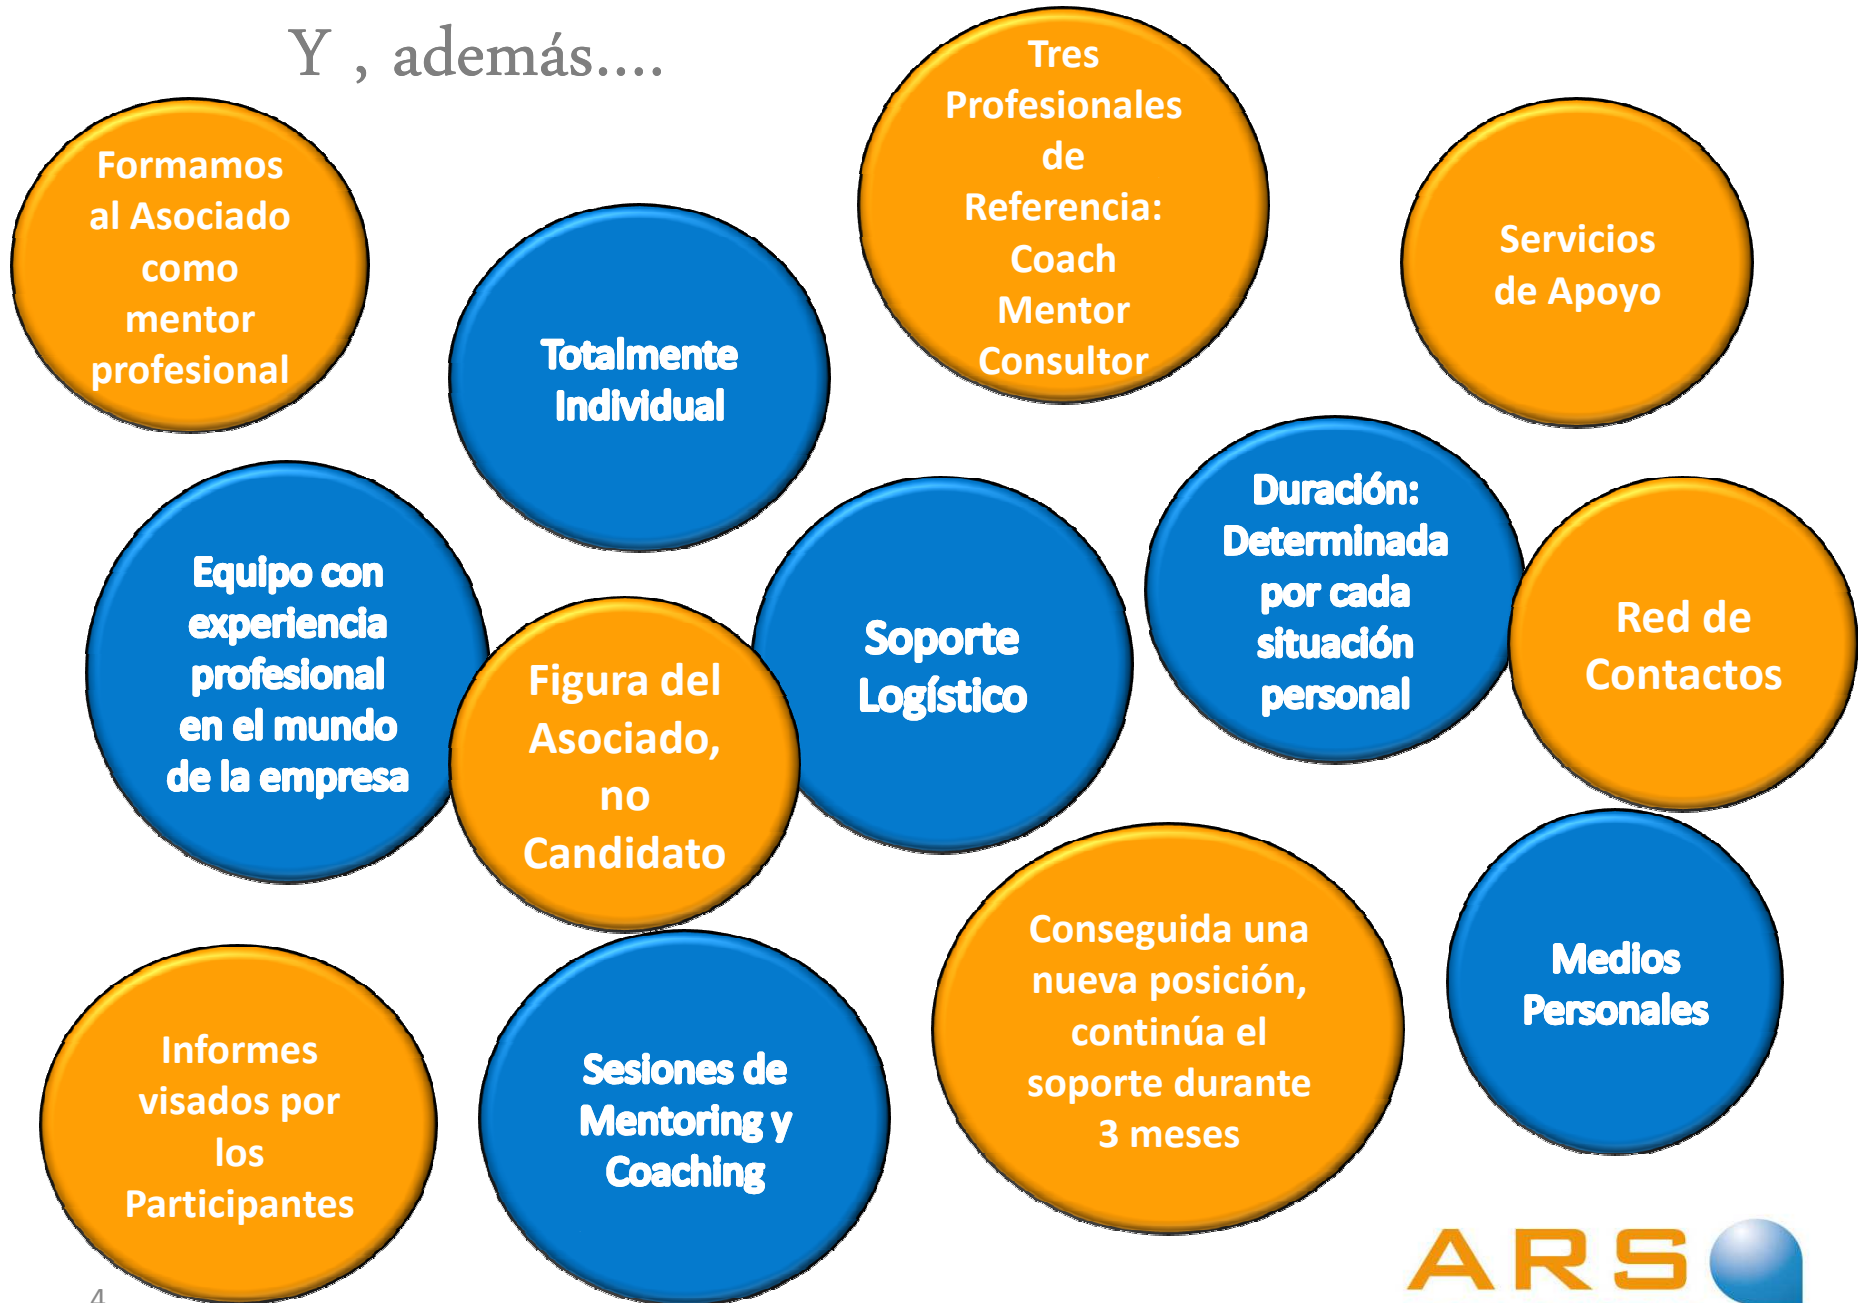 Y , además....
Formamos
al Asociado
como
mentor
profesional
Totalmente
Individual
Tres
Profesionales
de
Referencia:
Coach
Mentor
Consultor
Servicios
de Apoyo
Equipo con
experiencia
profesional
en el mundo
de la empresa
Figura del
Asociado,
no
Candidato
Soporte
Logístico
Duración:
Determinada
por cada
situación
personal
Red de
Contactos
Informes
visados por
los
Participantes
Sesiones de
Mentoring y
Coaching
Conseguida una
nueva posición,
continúa el
soporte durante
3 meses
Medios
Personales
ARS
4